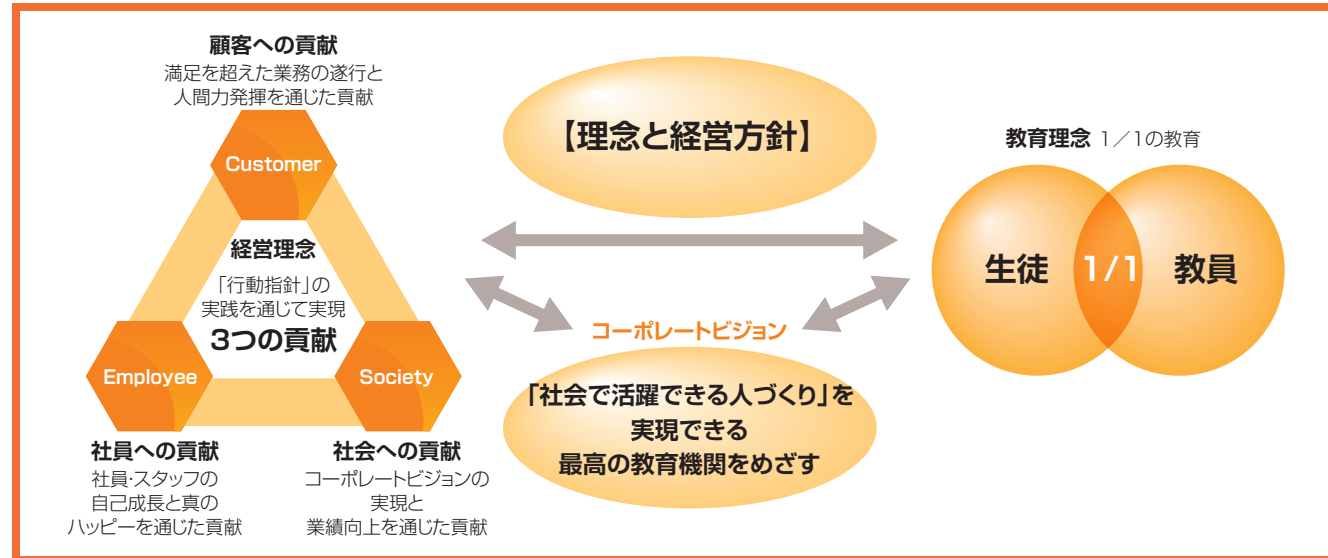 顧客への貢献
満足を超えた業務の遂行と
人間力発揮を通じた貢献
Customer
経営理念
「行動指針」の
実践を通じて実現
3つの貢献
Employee
Society
社員への貢献
社員・スタッフの
自己成長と真の
ハッピーを通じた貢献
社会への貢献
コーポレートビジョンの
実現と
業績向上を通じた貢献
【理念と経営方針】
コーポレートビジョン
「社会で活躍できる人づくり」を
実現できる
最高の教育機関をめざす
教育理念 1／1の教育
生徒 1/1 教員